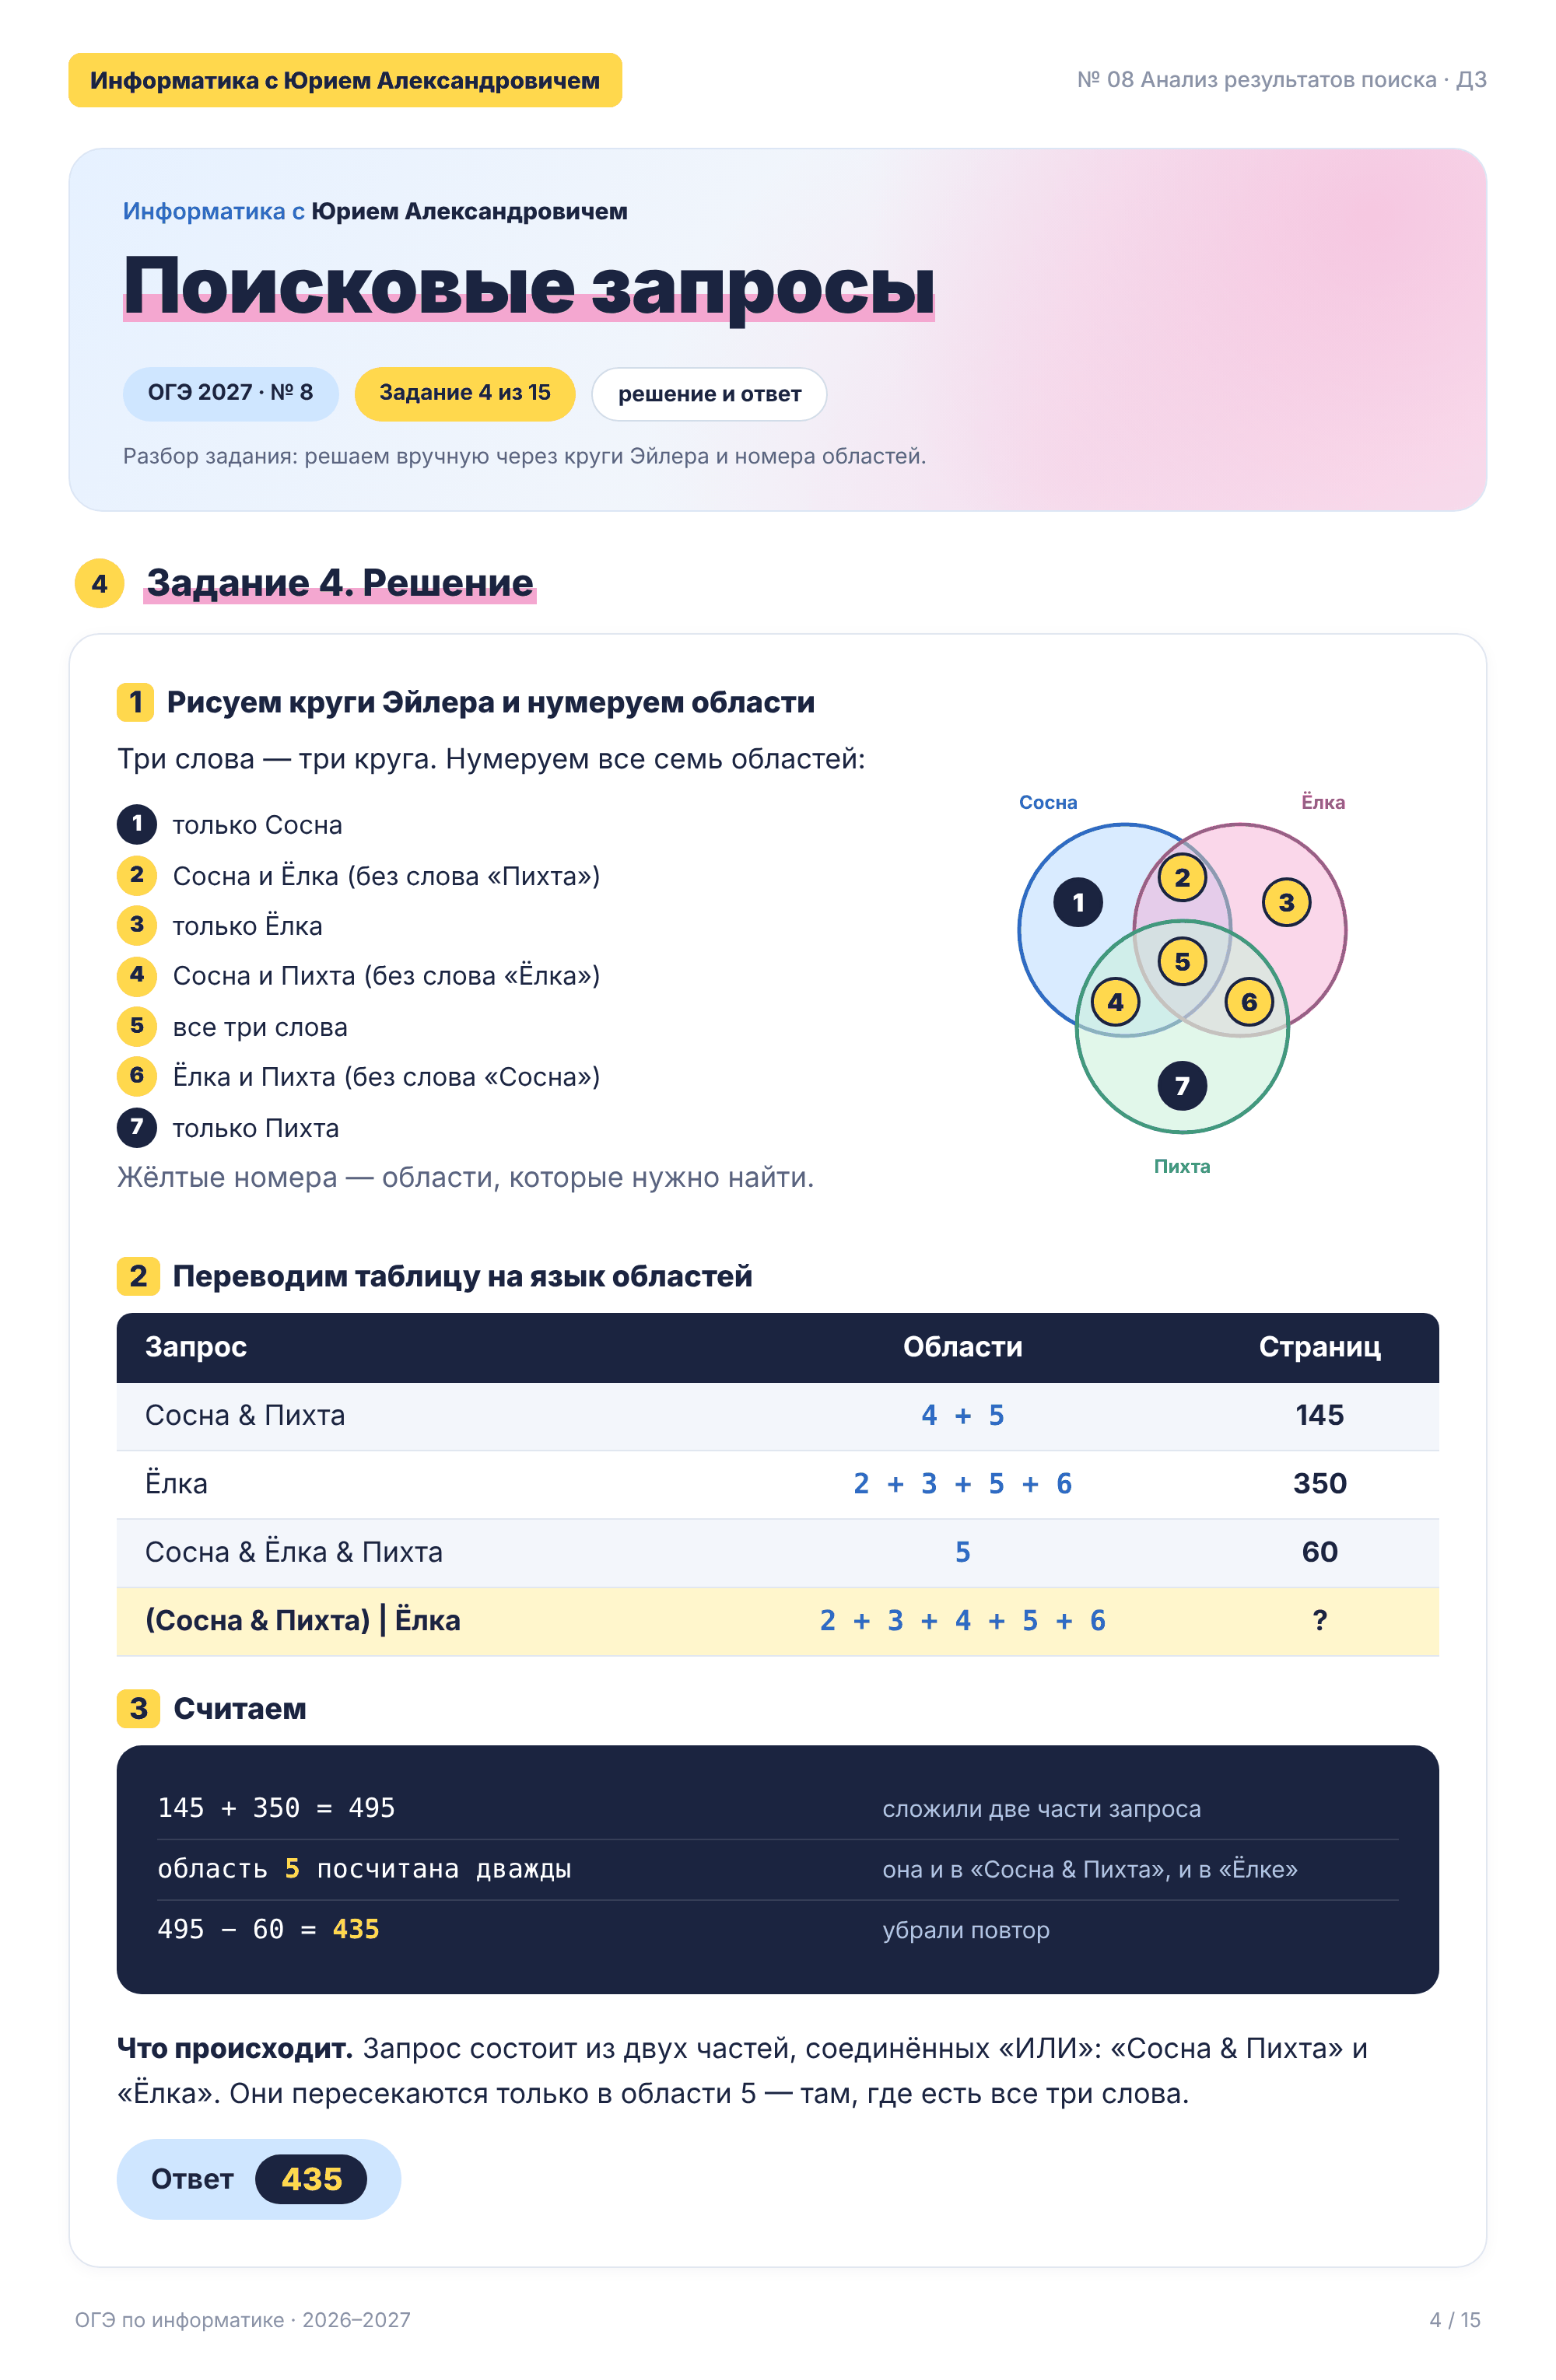 Информатика с Юрием Александровичем
№ 08 Анализ результатов поиска · ДЗ
Информатика с Юрием Александровичем
Поисковые запросы
ОГЭ 2027 · № 8
Задание 4 из 15
решение и ответ
Разбор задания: решаем вручную через круги Эйлера и номера областей.
4 Задание 4. Решение
1 Рисуем круги Эйлера и нумеруем области
Три слова — три круга. Нумеруем все семь областей:
1 только Сосна
2 Сосна и Ёлка (без слова «Пихта»)
3 только Ёлка
4 Сосна и Пихта (без слова «Ёлка»)
5 все три слова
6 Ёлка и Пихта (без слова «Сосна»)
7 только Пихта
Жёлтые номера — области, которые нужно найти.
Сосна Ёлка
2
1 3
5
4 6
7
Пихта
2 Переводим таблицу на язык областей
Запрос Области Страниц
Сосна & Пихта 4 + 5 145
Ёлка 2 + 3 + 5 + 6 350
Сосна & Ёлка & Пихта 5 60
(Сосна & Пихта) | Ёлка 2 + 3 + 4 + 5 + 6 ?
3 Считаем
145 + 350 = 495 сложили две части запроса
область 5 посчитана дважды она и в «Сосна & Пихта», и в «Ёлке»
495 − 60 = 435 убрали повтор
Что происходит. Запрос состоит из двух частей, соединённых «ИЛИ»: «Сосна & Пихта» и
«Ёлка». Они пересекаются только в области 5 — там, где есть все три слова.
Ответ 435
ОГЭ по информатике · 2026–2027
4 / 15